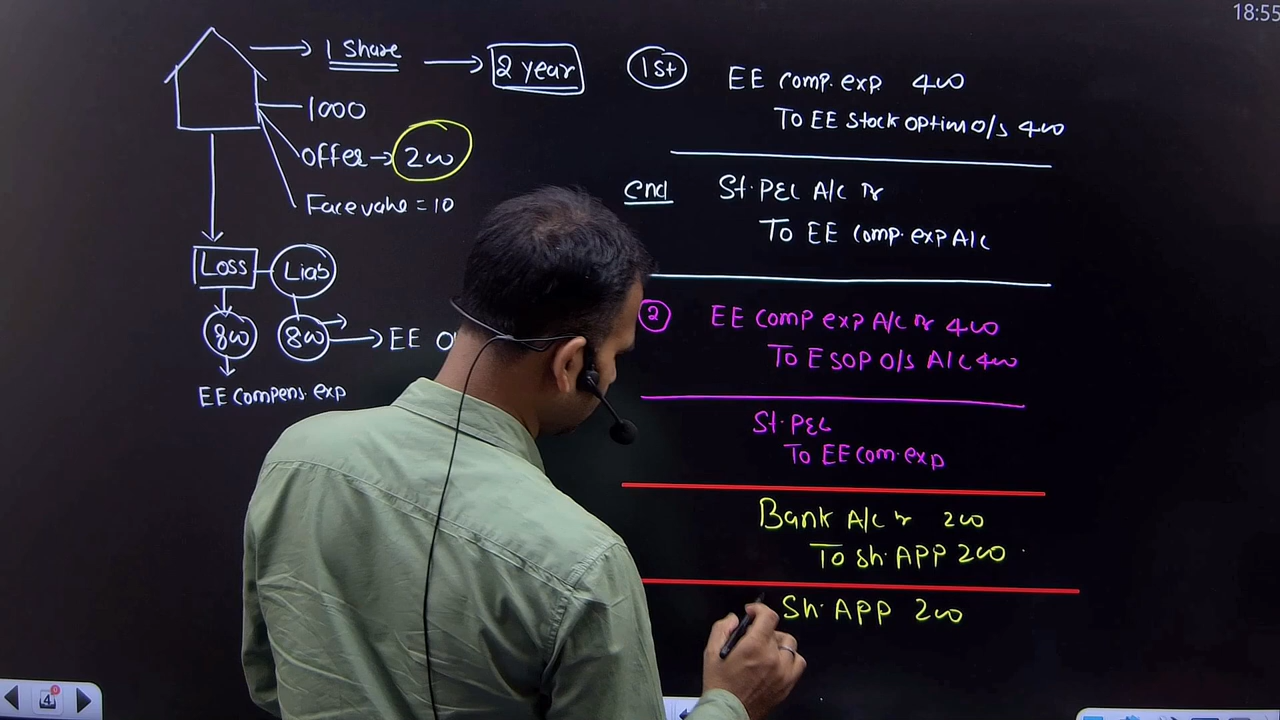 18:55
1 Share → 2 year
1000
offer → 200
Face value = 10
Loss Liab
800 800 → EE
EE compens. exp
1st EE comp. exp. 400
To EE Stock option O/s 400
end St. P&L A/c Dr
To EE comp. exp A/c
2 EE comp exp A/c Dr 400
To ESOP O/s A/c 400
St. P&L
To EE com. exp
Bank A/c Dr 200
To Sh. APP 200
Sh. APP 200
4